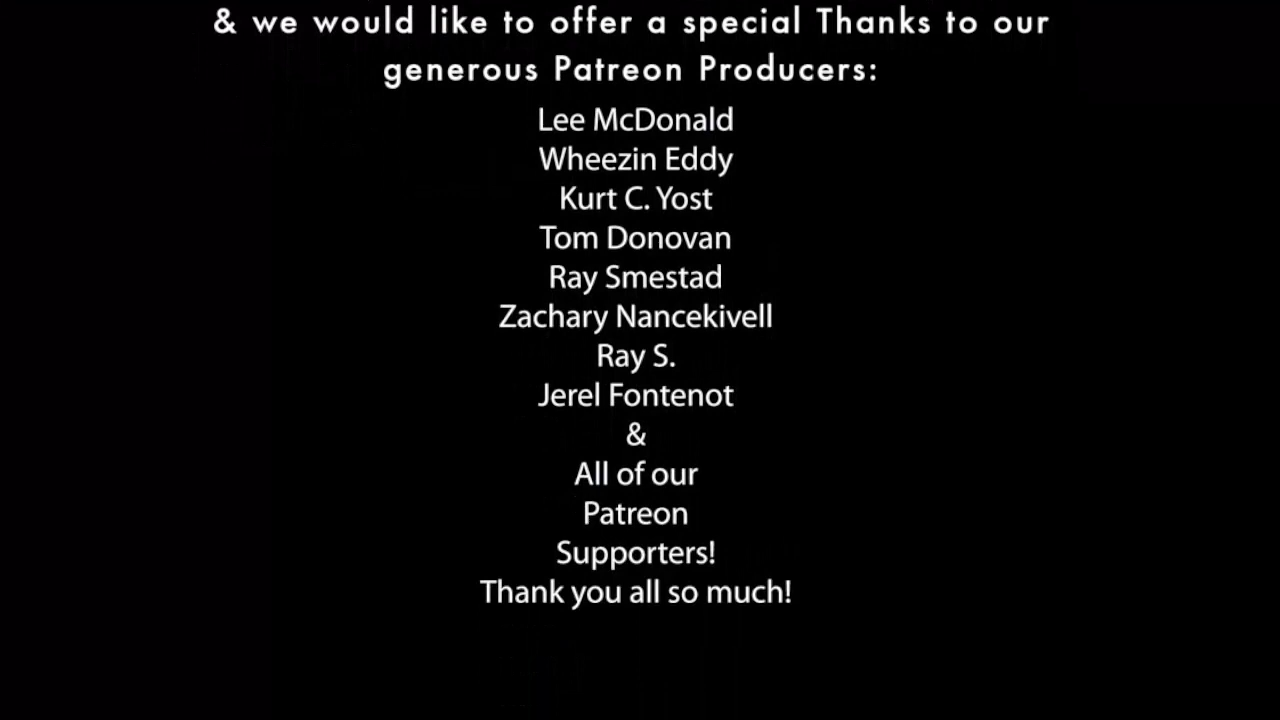 & we would like to offer a special Thanks to our
generous Patreon Producers:
Lee McDonald
Wheezin Eddy
Kurt C. Yost
Tom Donovan
Ray Smestad
Zachary Nancekivell
Ray S.
Jerel Fontenot
&
All of our
Patreon
Supporters!
Thank you all so much!